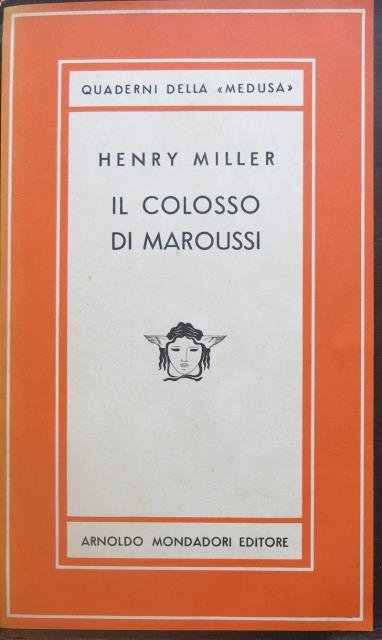 QUADERNI DELLA «MEDUSA»
HENRY MILLER
IL COLOSSO
DI MAROUSSI
ARNOLDO MONDADORI EDITORE